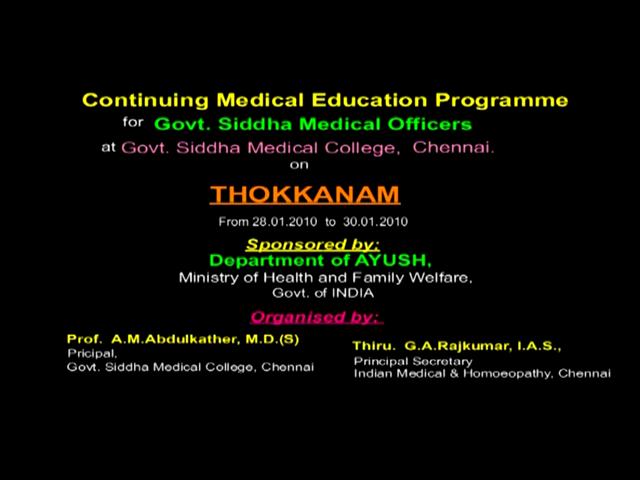 Continuing Medical Education Programme
for Govt. Siddha Medical Officers
at Govt. Siddha Medical College, Chennai.
on
THOKKANAM
From 28.01.2010 to 30.01.2010
Sponsored by:
Department of AYUSH,
Ministry of Health and Family Welfare,
Govt. of INDIA
Organised by:
Prof. A.M.Abdulkather, M.D.(S)
Pricipal,
Govt. Siddha Medical College, Chennai
Thiru. G.A.Rajkumar, I.A.S.,
Principal Secretary
Indian Medical & Homoeopathy, Chennai